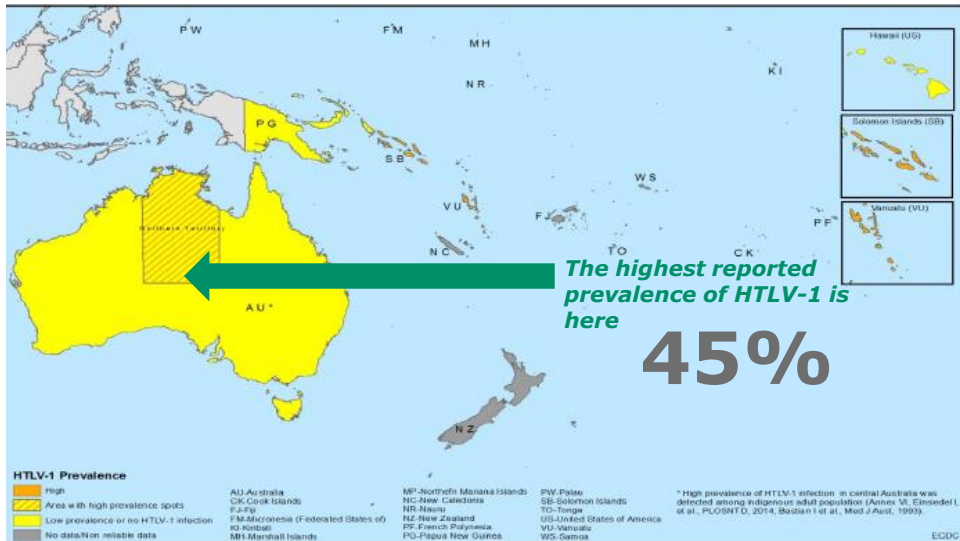 PW
FM
MH
KI
NR
Hawaii (US)
PG
Solomon Islands (SB)
SB
WS
Vanuatu (VU)
VU
FJ
PF
Northern Territory
NC
TO
CK
The highest reported
prevalence of HTLV-1 is
here
AU*
45%
NZ
HTLV-1 Prevalence
High
Area with high prevalence spots
Low prevalence or no HTLV-1 infection
No data/Non reliable data
AU-Australia
CK-Cook Islands
FJ-Fiji
FM-Micronesia (Federated States of)
KI-Kiribati
MH-Marshall Islands
MP-Northern Mariana Islands
NC-New Caledonia
NR-Nauru
NZ-New Zealand
PF-French Polynesia
PG-Papua New Guinea
PW-Palau
SB-Solomon Islands
TO-Tonga
US-United States of America
VU-Vanuatu
WS-Samoa
* High prevalence of HTLV-1 infection in central Australia was
detected among indigenous adult population (Annex VI, Einsedel L
et al., PLOSNTD, 2014, Bastian I et al., Med J Aust, 1993).
ECDC